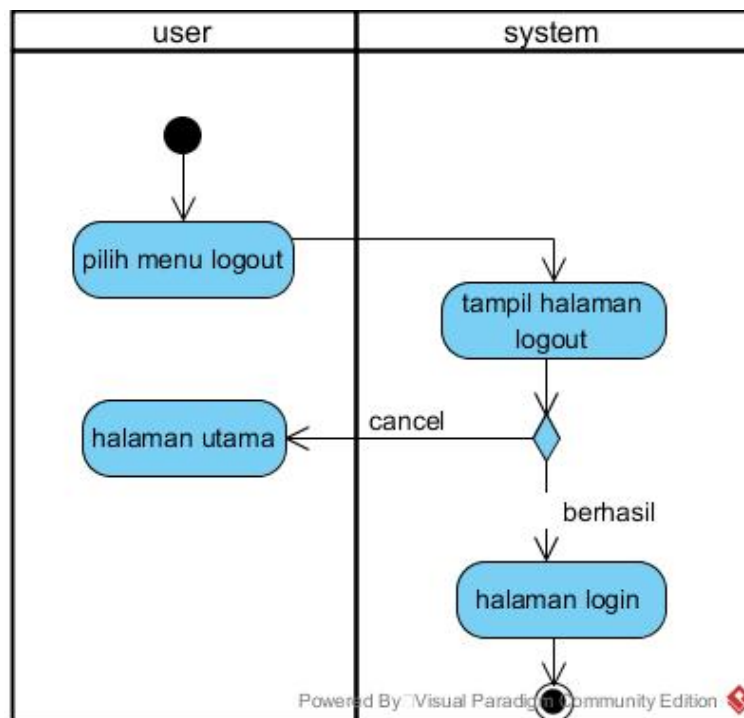 user
system
pilih menu logout
tampil halaman
logout
cancel
halaman utama
berhasil
halaman login
Powered By Visual Paradigm Community Edition